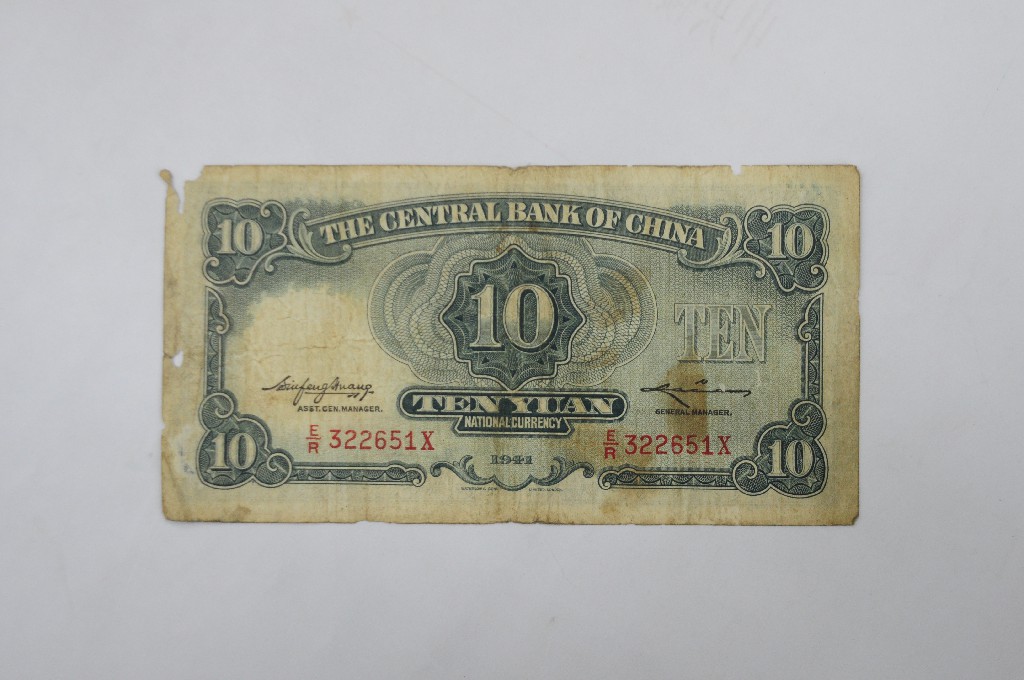 THE CENTRAL BANK OF CHINA
10 10
10
TEN
ASST. GEN. MANAGER.
GENERAL MANAGER.
TEN YUAN
NATIONAL CURRENCY
E/R 322651X E/R 322651X
10 10
1941